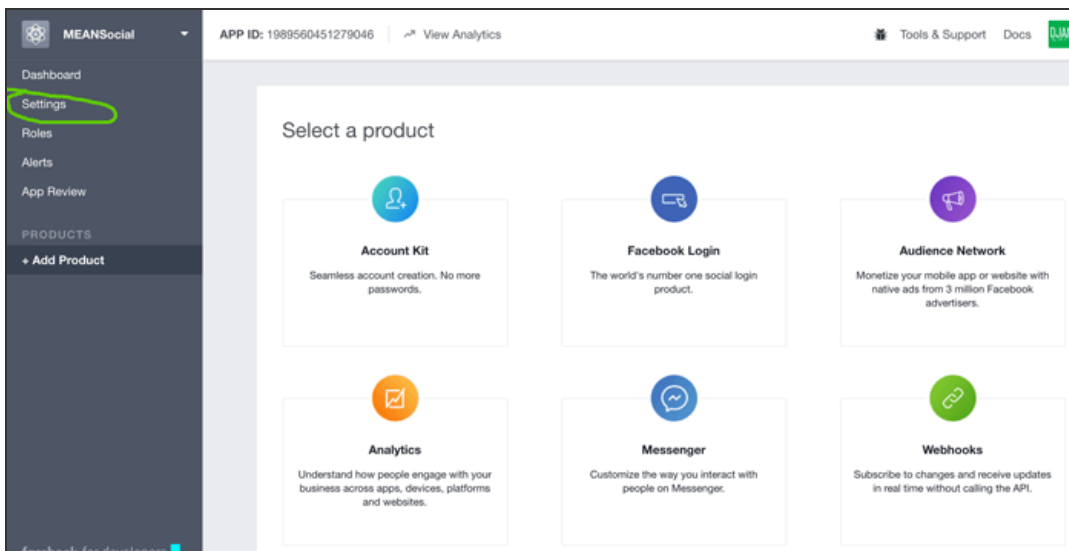 MEANSocial
APP ID: 1989560451279046
View Analytics
Tools & Support
Docs
Dashboard
Settings
Roles
Alerts
App Review
PRODUCTS
+ Add Product
Select a product
Account Kit
Seamless account creation. No more
passwords.
Facebook Login
The world's number one social login
product.
Audience Network
Monetize your mobile app or website with
native ads from 3 million Facebook
advertisers.
Analytics
Understand how people engage with your
business across apps, devices, platforms
and websites.
Messenger
Customize the way you interact with
people on Messenger.
Webhooks
Subscribe to changes and receive updates
in real time without calling the API.